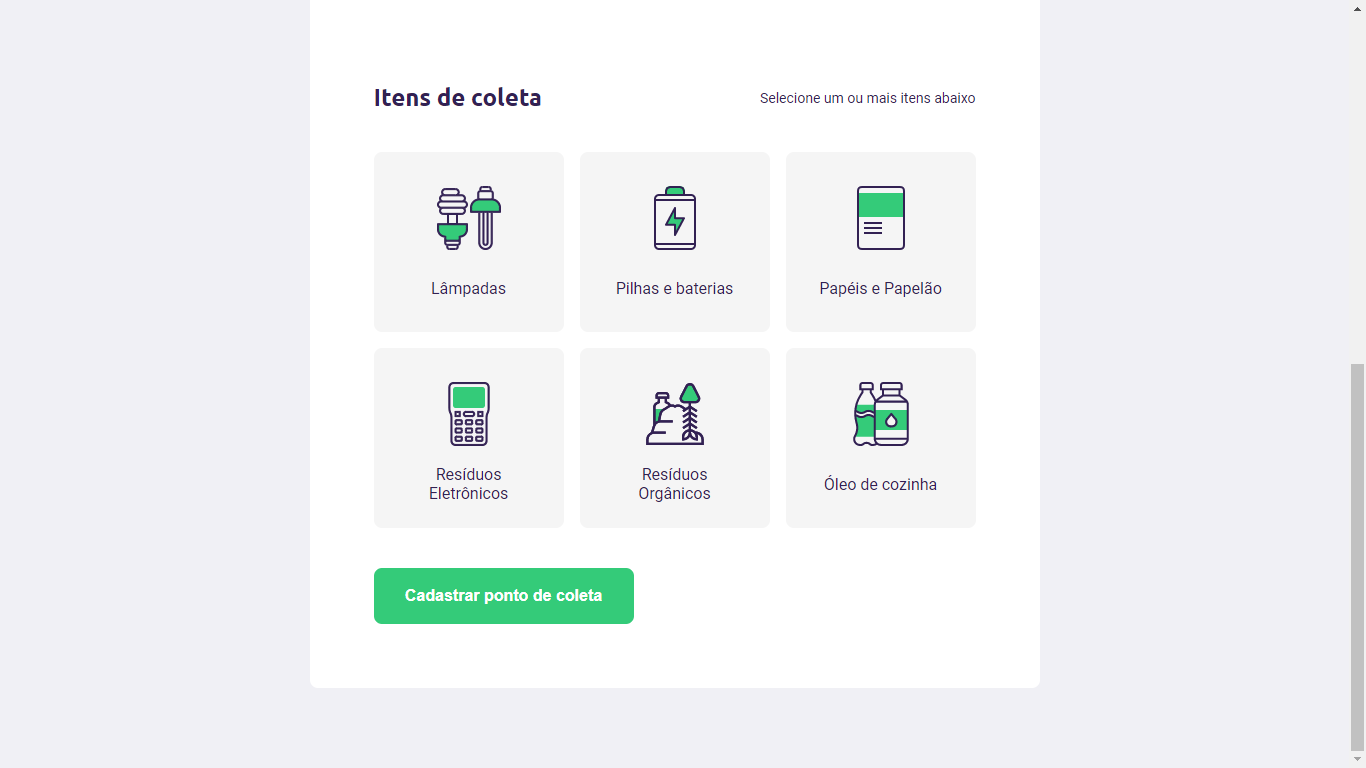 Itens de coleta
Selecione um ou mais itens abaixo
Lâmpadas
Pilhas e baterias
Papéis e Papelão
Resíduos
Eletrônicos
Resíduos
Orgânicos
Óleo de cozinha
Cadastrar ponto de coleta